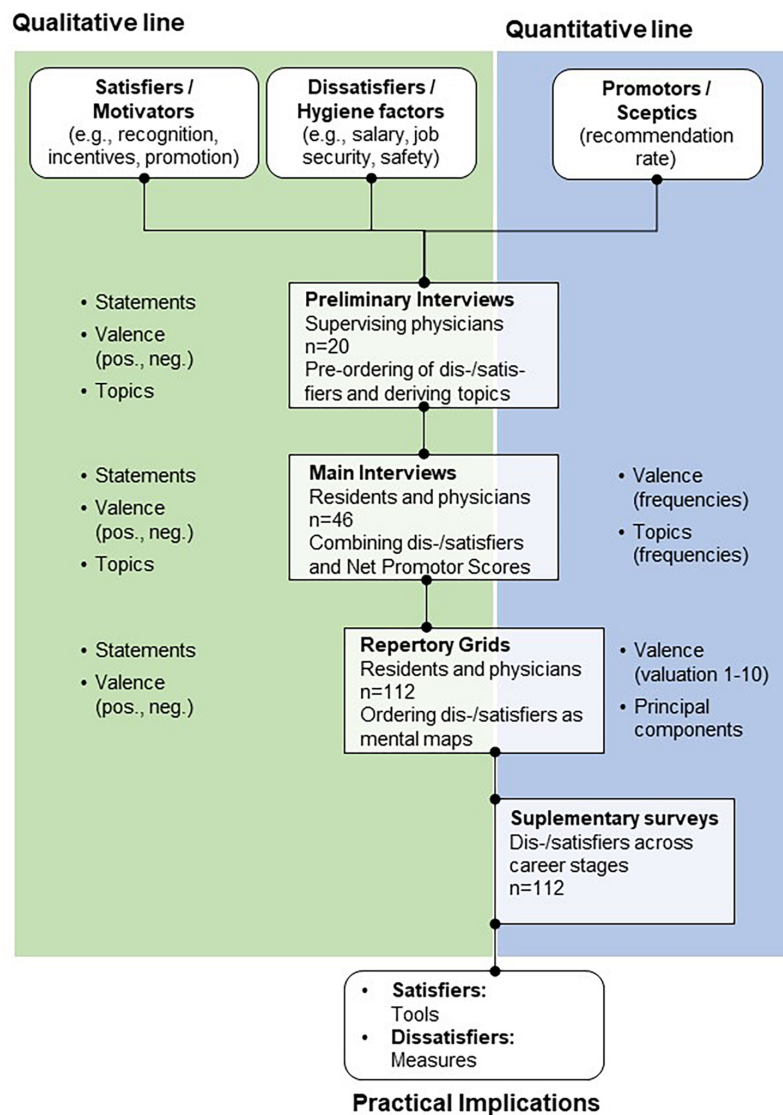 Qualitative line
Quantitative line
Satisfiers /
Motivators
(e.g., recognition,
incentives, promotion)
Dissatisfiers /
Hygiene factors
(e.g., salary, job
security, safety)
Promotors /
Sceptics
(recommendation
rate)
• Statements
• Valence
(pos., neg.)
• Topics
Preliminary Interviews
Supervising physicians
n=20
Pre-ordering of dis-/satis-
fiers and deriving topics
• Statements
• Valence
(pos., neg.)
• Topics
Main Interviews
Residents and physicians
n=46
Combining dis-/satisfiers
and Net Promotor Scores
• Valence
(frequencies)
• Topics
(frequencies)
• Statements
• Valence
(pos., neg.)
Repertory Grids
Residents and physicians
n=112
Ordering dis-/satisfiers as
mental maps
• Valence
(valuation 1-10)
• Principal
components
Suplementary surveys
Dis-/satisfiers across
career stages
n=112
• Satisfiers:
Tools
• Dissatisfiers:
Measures
Practical Implications